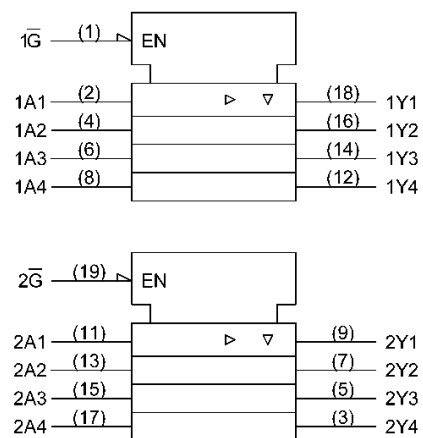 1G̅ (1) EN
1A1 (2) (18) 1Y1
1A2 (4) (16) 1Y2
1A3 (6) (14) 1Y3
1A4 (8) (12) 1Y4
2G̅ (19) EN
2A1 (11) (9) 2Y1
2A2 (13) (7) 2Y2
2A3 (15) (5) 2Y3
2A4 (17) (3) 2Y4